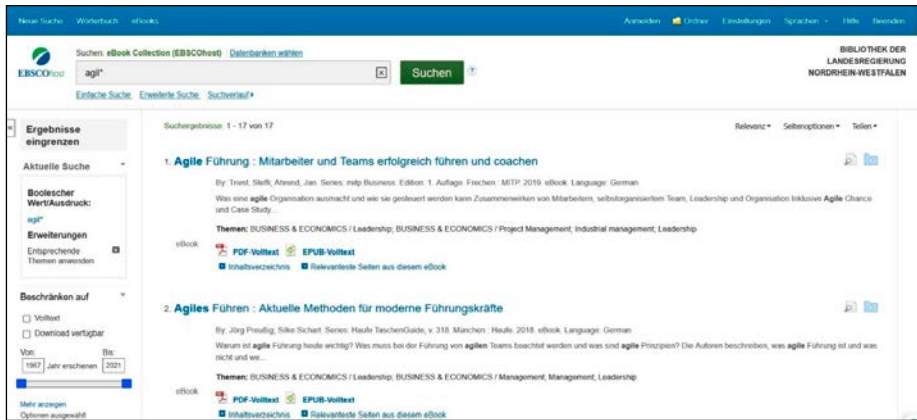 Neue Suche Wörterbuch eBooks Anmelden Ordner Einstellungen Sprachen Hilfe Beenden
EBSCOhost
Suchen: eBook Collection (EBSCOhost) Datenbanken wählen
agil*
Suchen
Einfache Suche Erweiterte Suche Suchverlauf
BIBLIOTHEK DER
LANDESREGIERUNG
NORDRHEIN-WESTFALEN
Ergebnisse
eingrenzen
Aktuelle Suche
Boolescher
Wert/Ausdruck:
agil*
Erweiterungen
Entsprechende
Themen anwenden
Beschränken auf
Volltext
Download verfügbar
Von: Bis:
1967 Jahr erschienen 2021
Mehr anzeigen
Optionen ausgewählt
Suchergebnisse: 1 - 17 von 17 Relevanz Seitenoptionen Teilen
1. Agile Führung : Mitarbeiter und Teams erfolgreich führen und coachen
By: Triest, Steffi; Ahrend, Jan. Series: mitp Business. Edition: 1. Auflage. Frechen : MITP. 2019. eBook. Language: German
Was eine agile Organisation ausmacht und wie sie gesteuert werden kann Zusammenwirken von Mitarbeitern, selbstorganisiertem Team, Leadership und Organisation Inklusive Agile Chance
und Case Study...
Themen: BUSINESS & ECONOMICS / Leadership; BUSINESS & ECONOMICS / Project Management; Industrial management; Leadership
eBook
PDF-Volltext EPUB-Volltext
Inhaltsverzeichnis Relevanteste Seiten aus diesem eBook
2. Agiles Führen : Aktuelle Methoden für moderne Führungskräfte
By: Jörg Preußig; Silke Sichart. Series: Haufe TaschenGuide, v. 318. München : Haufe. 2018. eBook. Language: German
Warum ist agile Führung heute wichtig? Was muss bei der Führung von agilen Teams beachtet werden und was sind agile Prinzipien? Die Autoren beschreiben, was agile Führung ist und was
nicht und we...
Themen: BUSINESS & ECONOMICS / Leadership; BUSINESS & ECONOMICS / Management; Management; Leadership
eBook
PDF-Volltext EPUB-Volltext
Inhaltsverzeichnis Relevanteste Seiten aus diesem eBook